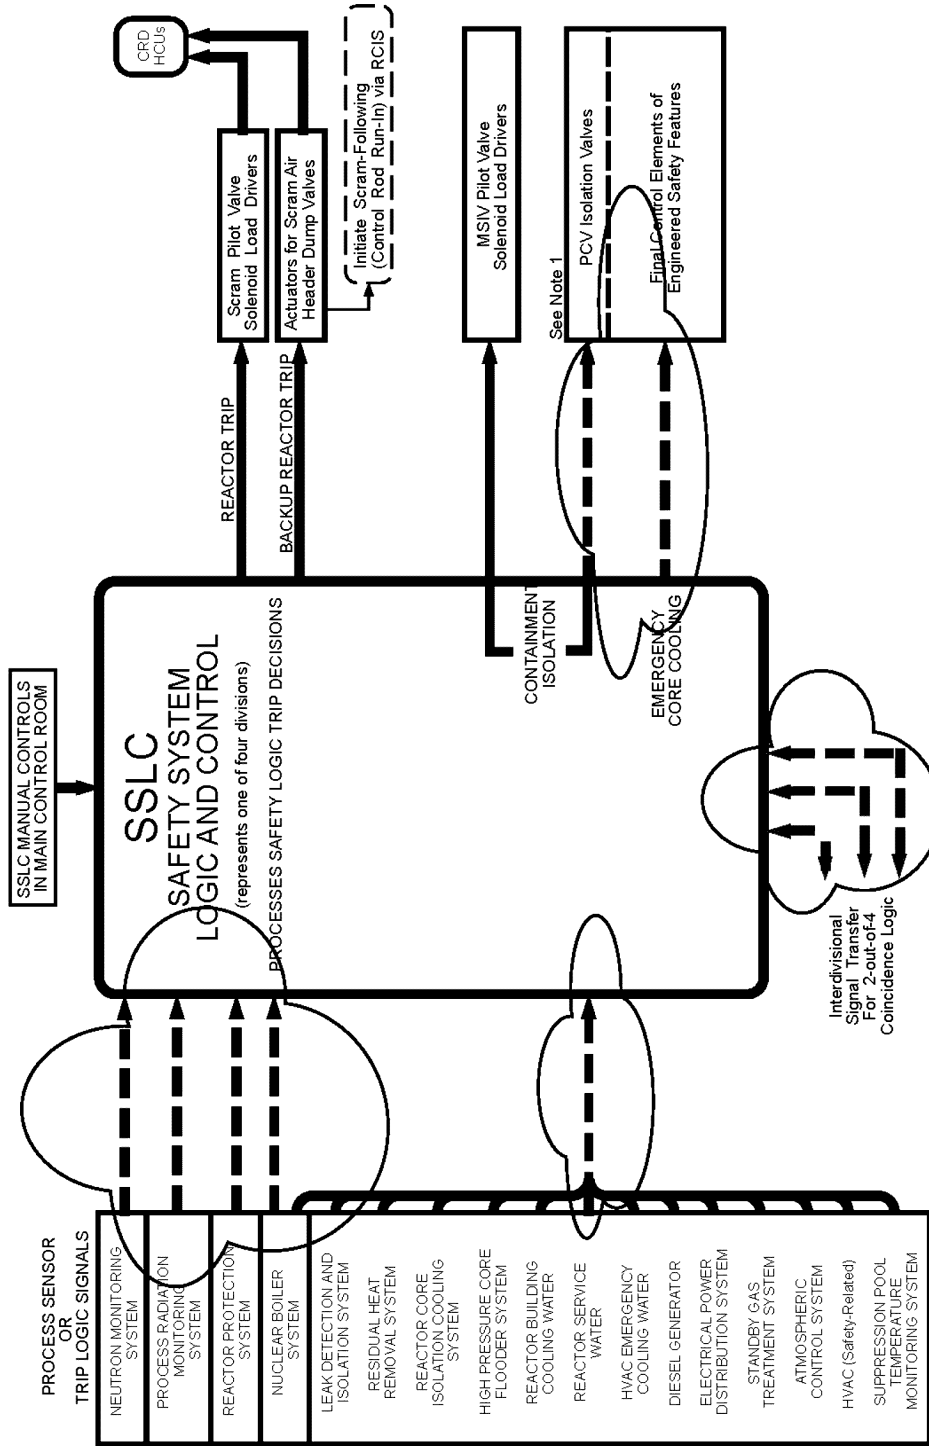 PROCESS SENSOR
OR
TRIP LOGIC SIGNALS
NEUTRON MONITORING
SYSTEM
PROCESS RADIATION
MONITORING
SYSTEM
REACTOR PROTECTION
SYSTEM
NUCLEAR BOILER
SYSTEM
LEAK DETECTION AND
ISOLATION SYSTEM
RESIDUAL HEAT
REMOVAL SYSTEM
REACTOR CORE
ISOLATION COOLING
SYSTEM
HIGH PRESSURE CORE
FLOODER SYSTEM
REACTOR BUILDING
COOLING WATER
REACTOR SERVICE
WATER
HVAC EMERGENCY
COOLING WATER
DIESEL GENERATOR
ELECTRICAL POWER
DISTRIBUTION SYSTEM
STANDBY GAS
TREATMENT SYSTEM
ATMOSPHERIC
CONTROL SYSTEM
HVAC (Safety-Related)
SUPPRESSION POOL
TEMPERATURE
MONITORING SYSTEM
SSLC MANUAL CONTROLS
IN MAIN CONTROL ROOM
SSLC
SAFETY SYSTEM
LOGIC AND CONTROL
(represents one of four divisions)
PROCESSES SAFETY LOGIC TRIP DECISIONS
CONTAINMENT
ISOLATION
EMERGENCY
CORE COOLING
Interdivisional
Signal Transfer
For 2-out-of-4
Coincidence Logic
REACTOR TRIP
BACKUP REACTOR TRIP
Scram Pilot Valve
Solenoid Load Drivers
Actuators for Scram Air
Header Dump Valves
CRD
HCUs
Initiate Scram-Following
(Control Rod Run-In) via RCIS
MSIV Pilot Valve
Solenoid Load Drivers
See Note 1
PCV Isolation Valves
Final Control Elements of
Engineered Safety Features